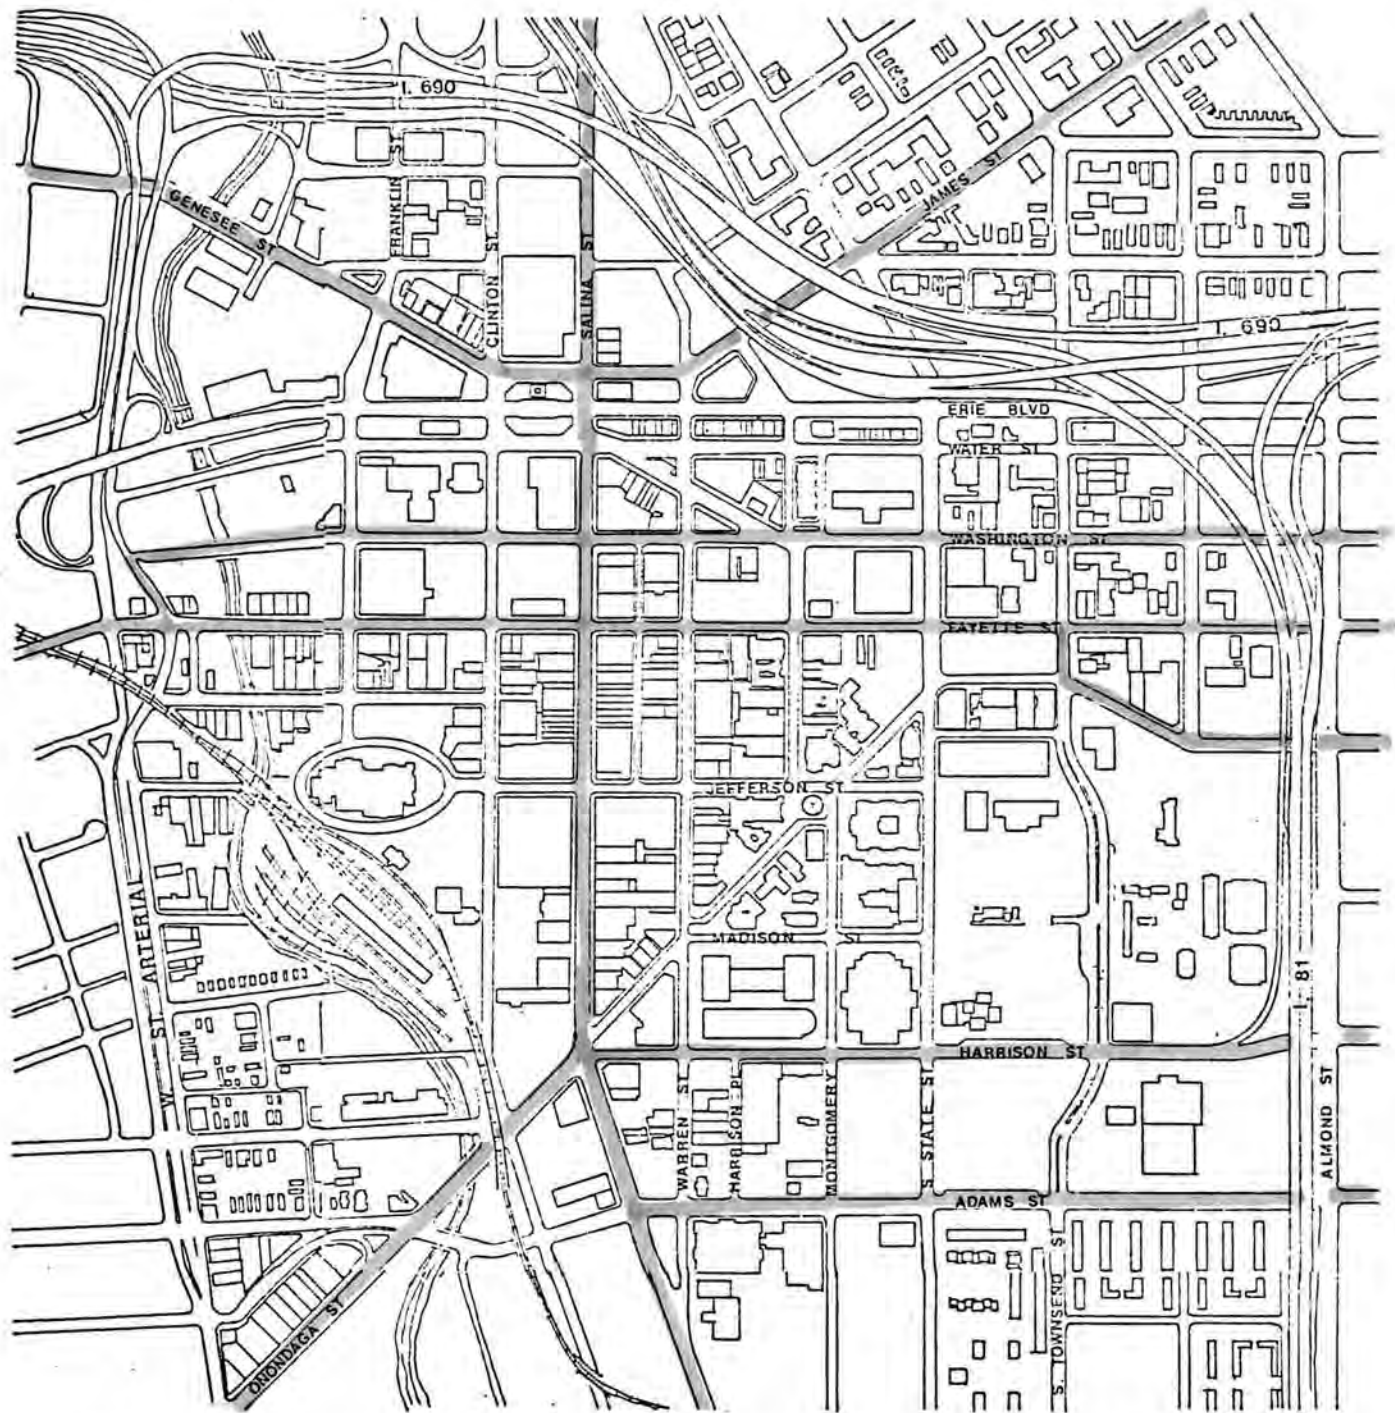 I. 690
JAMES ST
GENESEE ST
FRANKLIN ST
CLINTON ST
SALINA ST
I. 690
ERIE BLVD
WATER ST
WASHINGTON ST
FAYETTE ST
JEFFERSON ST
MADISON ST
W. ST ARTERIAL
I. 81
HARRISON ST
WARREN ST
HARRISON PL
MONTGOMERY
S. STATE ST
ALMOND ST
ADAMS ST
S. TOWNSEND ST
ONONDAGA ST